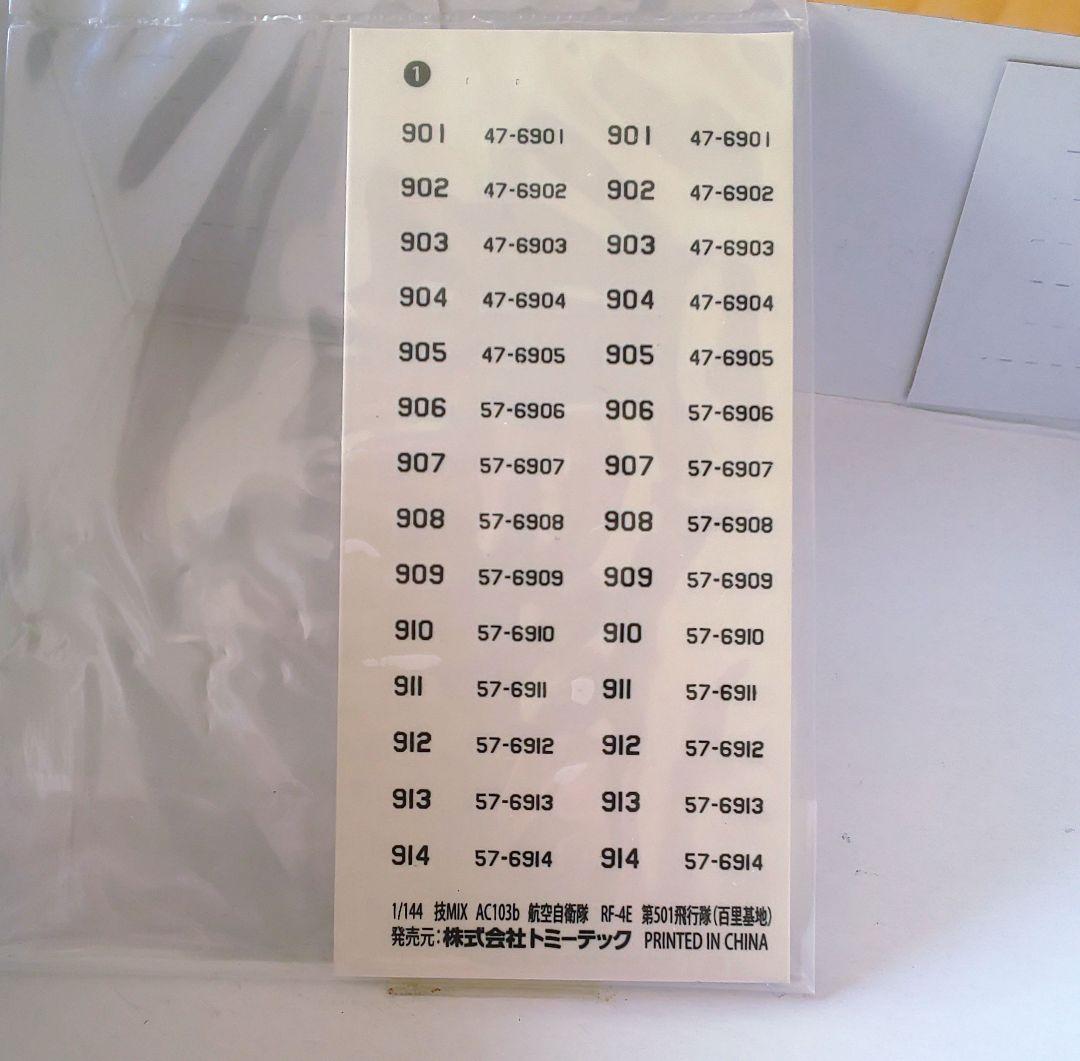 1
901 47-6901 901 47-6901
902 47-6902 902 47-6902
903 47-6903 903 47-6903
904 47-6904 904 47-6904
905 47-6905 905 47-6905
906 57-6906 906 57-6906
907 57-6907 907 57-6907
908 57-6908 908 57-6908
909 57-6909 909 57-6909
910 57-6910 910 57-6910
911 57-6911 911 57-6911
912 57-6912 912 57-6912
913 57-6913 913 57-6913
914 57-6914 914 57-6914
1/144 技MIX AC103b 航空自衛隊 RF-4E 第501飛行隊(百里基地)
発売元:株式会社トミーテック PRINTED IN CHINA